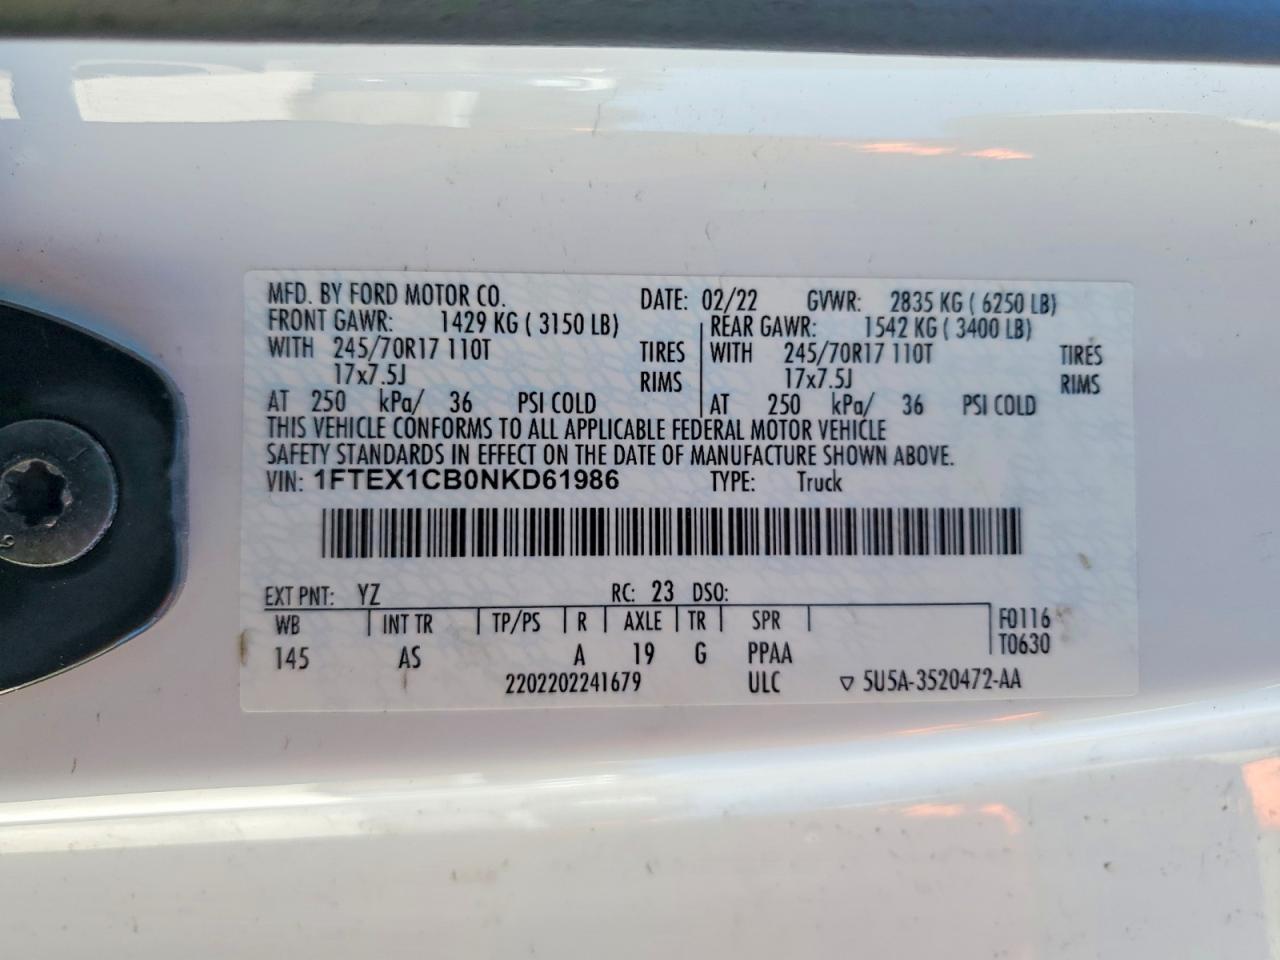 MFD. BY FORD MOTOR CO. DATE: 02/22 GVWR: 2835 KG ( 6250 LB)
FRONT GAWR: 1429 KG ( 3150 LB) REAR GAWR: 1542 KG ( 3400 LB)
WITH 245/70R17 110T TIRES WITH 245/70R17 110T TIRES
17x7.5J RIMS 17x7.5J RIMS
AT 250 kPa/ 36 PSI COLD AT 250 kPa/ 36 PSI COLD
THIS VEHICLE CONFORMS TO ALL APPLICABLE FEDERAL MOTOR VEHICLE
SAFETY STANDARDS IN EFFECT ON THE DATE OF MANUFACTURE SHOWN ABOVE.
VIN: 1FTEX1CB0NKD61986 TYPE: Truck
EXT PNT: YZ RC: 23 DSO:
WB INT TR TP/PS R AXLE TR SPR F0116
145 AS A 19 G PPAA T0630
2202202241679 ULC ▽ 5U5A-3520472-AA